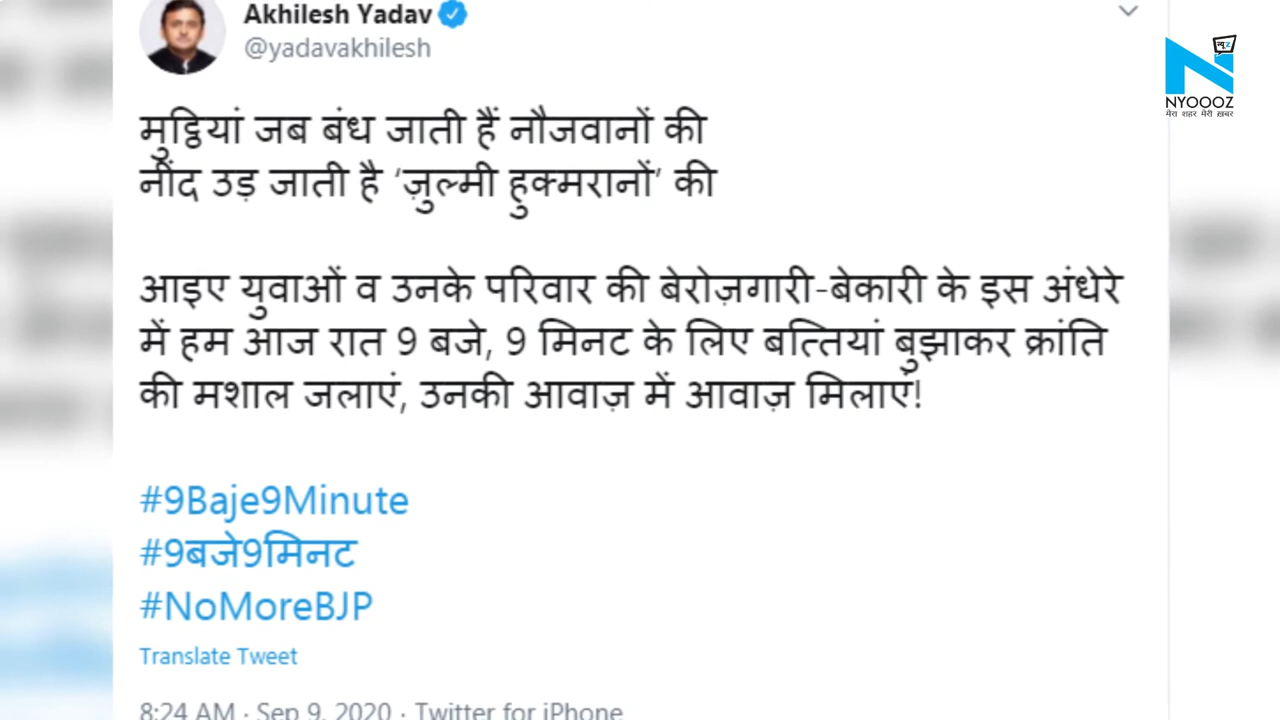 Akhilesh Yadav
@yadavakhilesh
न्यूz
NYOOOZ
मेरा शहर मेरी ख़बर
मुट्ठियां जब बंध जाती हैं नौजवानों की
नींद उड़ जाती है ‘ज़ुल्मी हुक्मरानों’ की
आइए युवाओं व उनके परिवार की बेरोज़गारी-बेकारी के इस अंधेरे
में हम आज रात 9 बजे, 9 मिनट के लिए बत्तियां बुझाकर क्रांति
की मशाल जलाएं, उनकी आवाज़ में आवाज़ मिलाएं!
#9Baje9Minute
#9बजे9मिनट
#NoMoreBJP
Translate Tweet
8:24 AM · Sep 9, 2020 · Twitter for iPhone